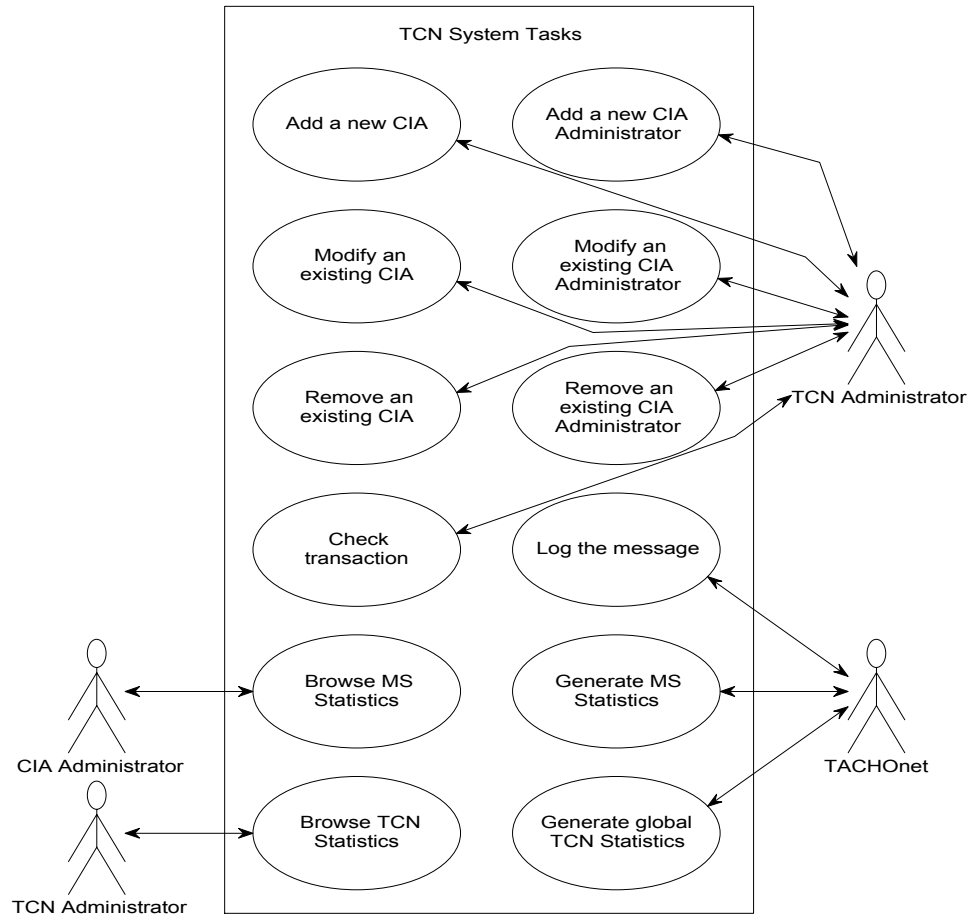 TCN System Tasks
Add a new CIA
Add a new CIA
Administrator
Modify an
existing CIA
Modify an
existing CIA
Administrator
Remove an
existing CIA
Remove an
existing CIA
Administrator
TCN Administrator
Check
transaction
Log the message
Browse MS
Statistics
Generate MS
Statistics
CIA Administrator
TACHOnet
Browse TCN
Statistics
Generate global
TCN Statistics
TCN Administrator